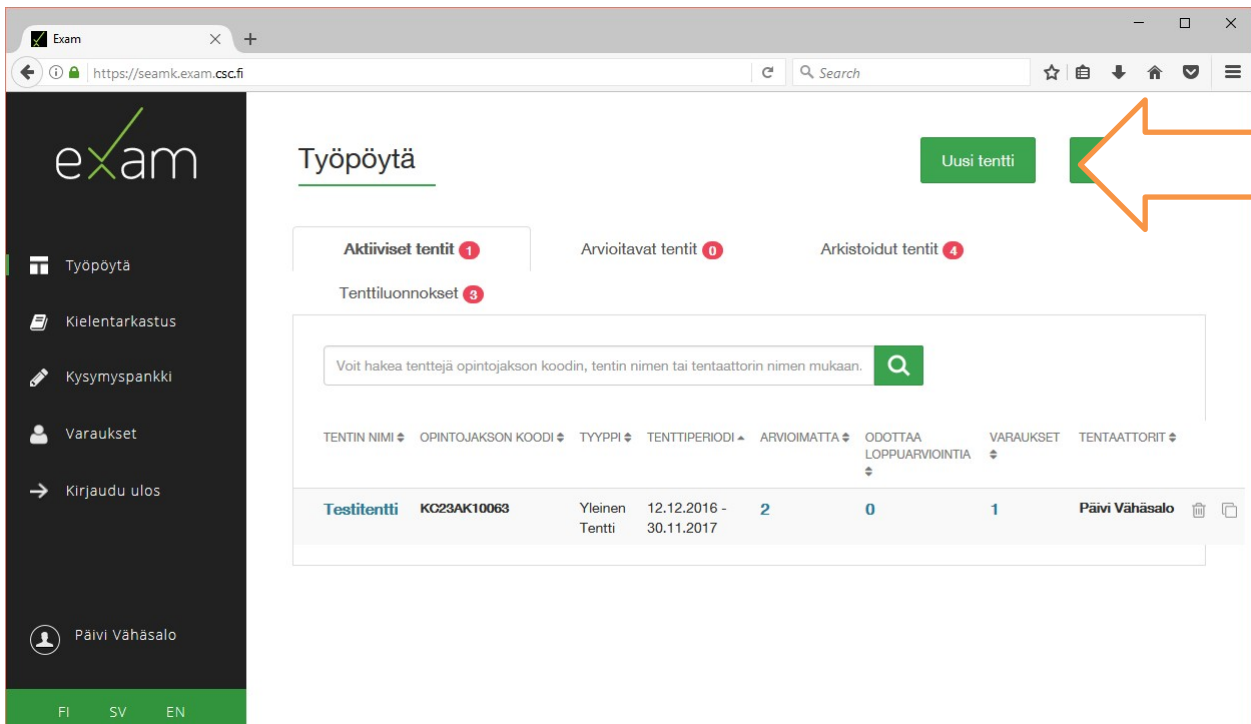 Exam
https://seamk.exam.csc.fi
Search
exam
Työpöytä
Kielentarkastus
Kysymyspankki
Varaukset
Kirjaudu ulos
Päivi Vähäsalo
FI SV EN
Työpöytä
Uusi tentti
Aktiiviset tentit 1 Arvioitavat tentit 0 Arkistoidut tentit 4
Tenttiluonnokset 3
Voit hakea tenttejä opintojakson koodin, tentin nimen tai tentaattorin nimen mukaan.
TENTIN NIMI OPINTOJAKSON KOODI TYYPPI TENTTIPERIODI ARVIOIMATTA ODOTTAA LOPPUARVIOINTIA VARAUKSET TENTAATTORIT
Testitentti KC23AK10063 Yleinen Tentti 12.12.2016 - 30.11.2017 2 0 1 Päivi Vähäsalo